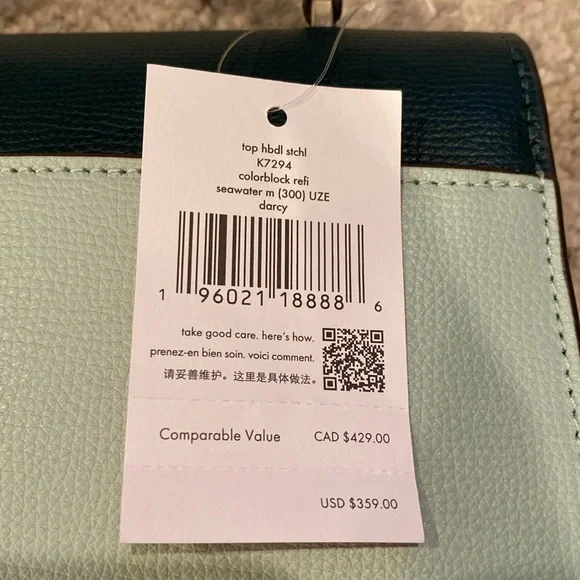 top hbdl stchl
K7294
colorblock refi
seawater m (300) UZE
darcy
1 96021 18888 6
take good care. here's how.
prenez-en bien soin. voici comment.
请妥善维护。这里是具体做法。
Comparable Value CAD $429.00
USD $359.00